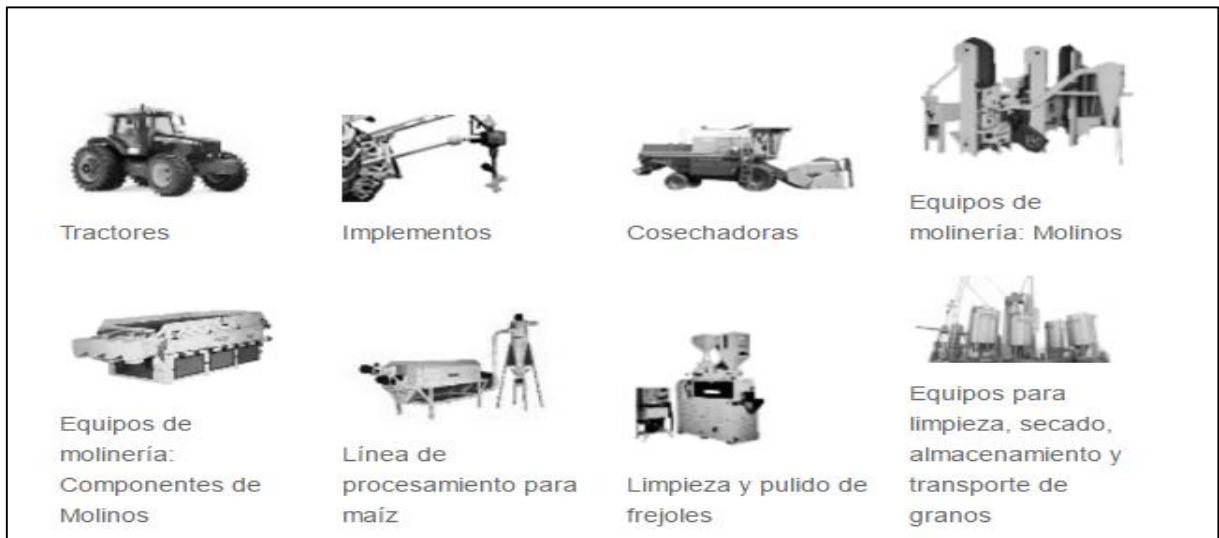 Tractores
Implementos
Cosechadoras
Equipos de
molinería: Molinos
Equipos de
molinería:
Componentes de
Molinos
Línea de
procesamiento para
maíz
Limpieza y pulido de
frejoles
Equipos para
limpieza, secado,
almacenamiento y
transporte de
granos